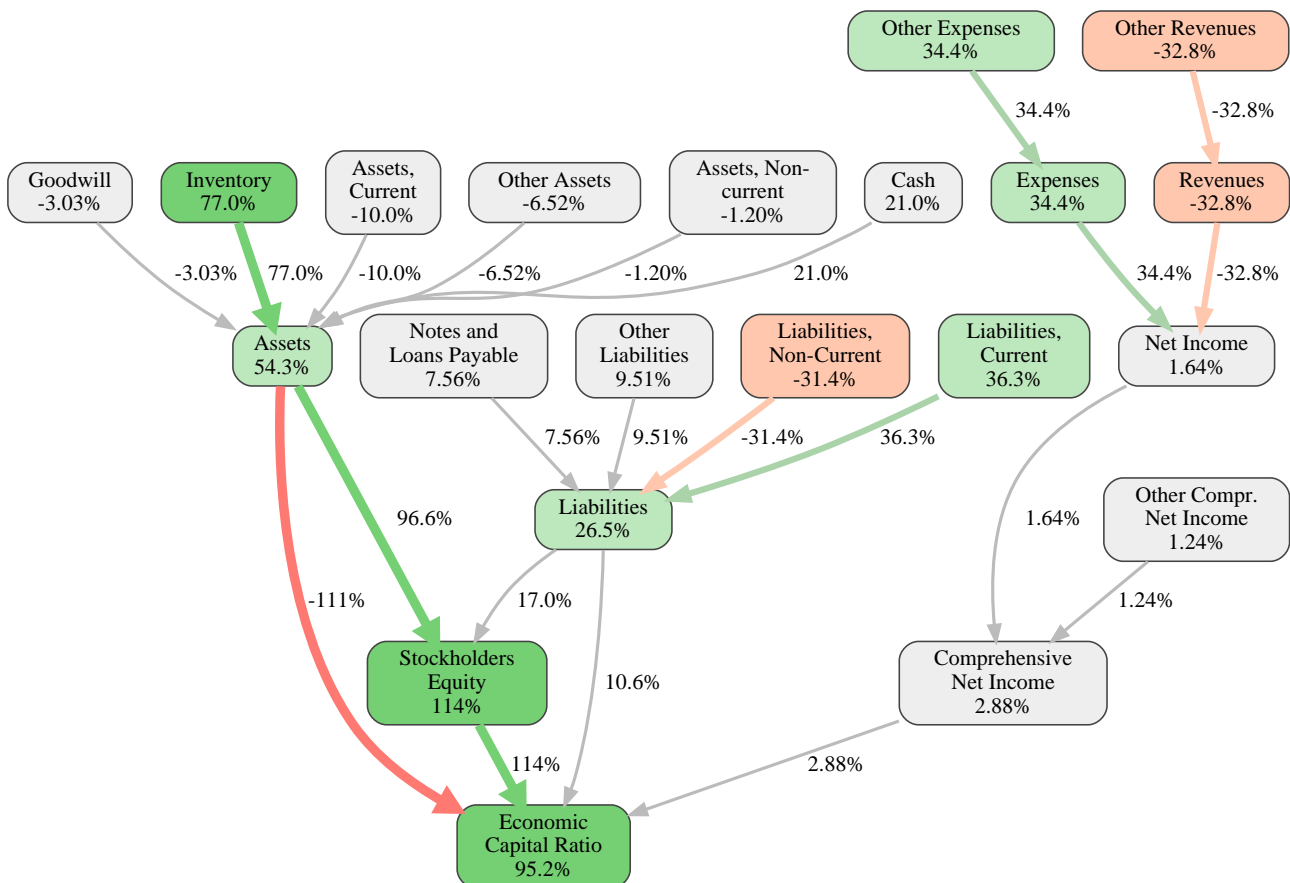 Other Expenses
34.4%
Other Revenues
-32.8%
34.4%
-32.8%
Goodwill
-3.03%
Inventory
77.0%
Assets,
Current
-10.0%
Other Assets
-6.52%
Assets, Non-
current
-1.20%
Cash
21.0%
Expenses
34.4%
Revenues
-32.8%
-3.03%
77.0%
-10.0%
-6.52%
-1.20%
21.0%
34.4%
-32.8%
Assets
54.3%
Notes and
Loans Payable
7.56%
Other
Liabilities
9.51%
Liabilities,
Non-Current
-31.4%
Liabilities,
Current
36.3%
Net Income
1.64%
7.56%
9.51%
-31.4%
36.3%
96.6%
Liabilities
26.5%
1.64%
Other Compr.
Net Income
1.24%
-111%
17.0%
1.24%
Stockholders
Equity
114%
10.6%
Comprehensive
Net Income
2.88%
114%
2.88%
Economic
Capital Ratio
95.2%